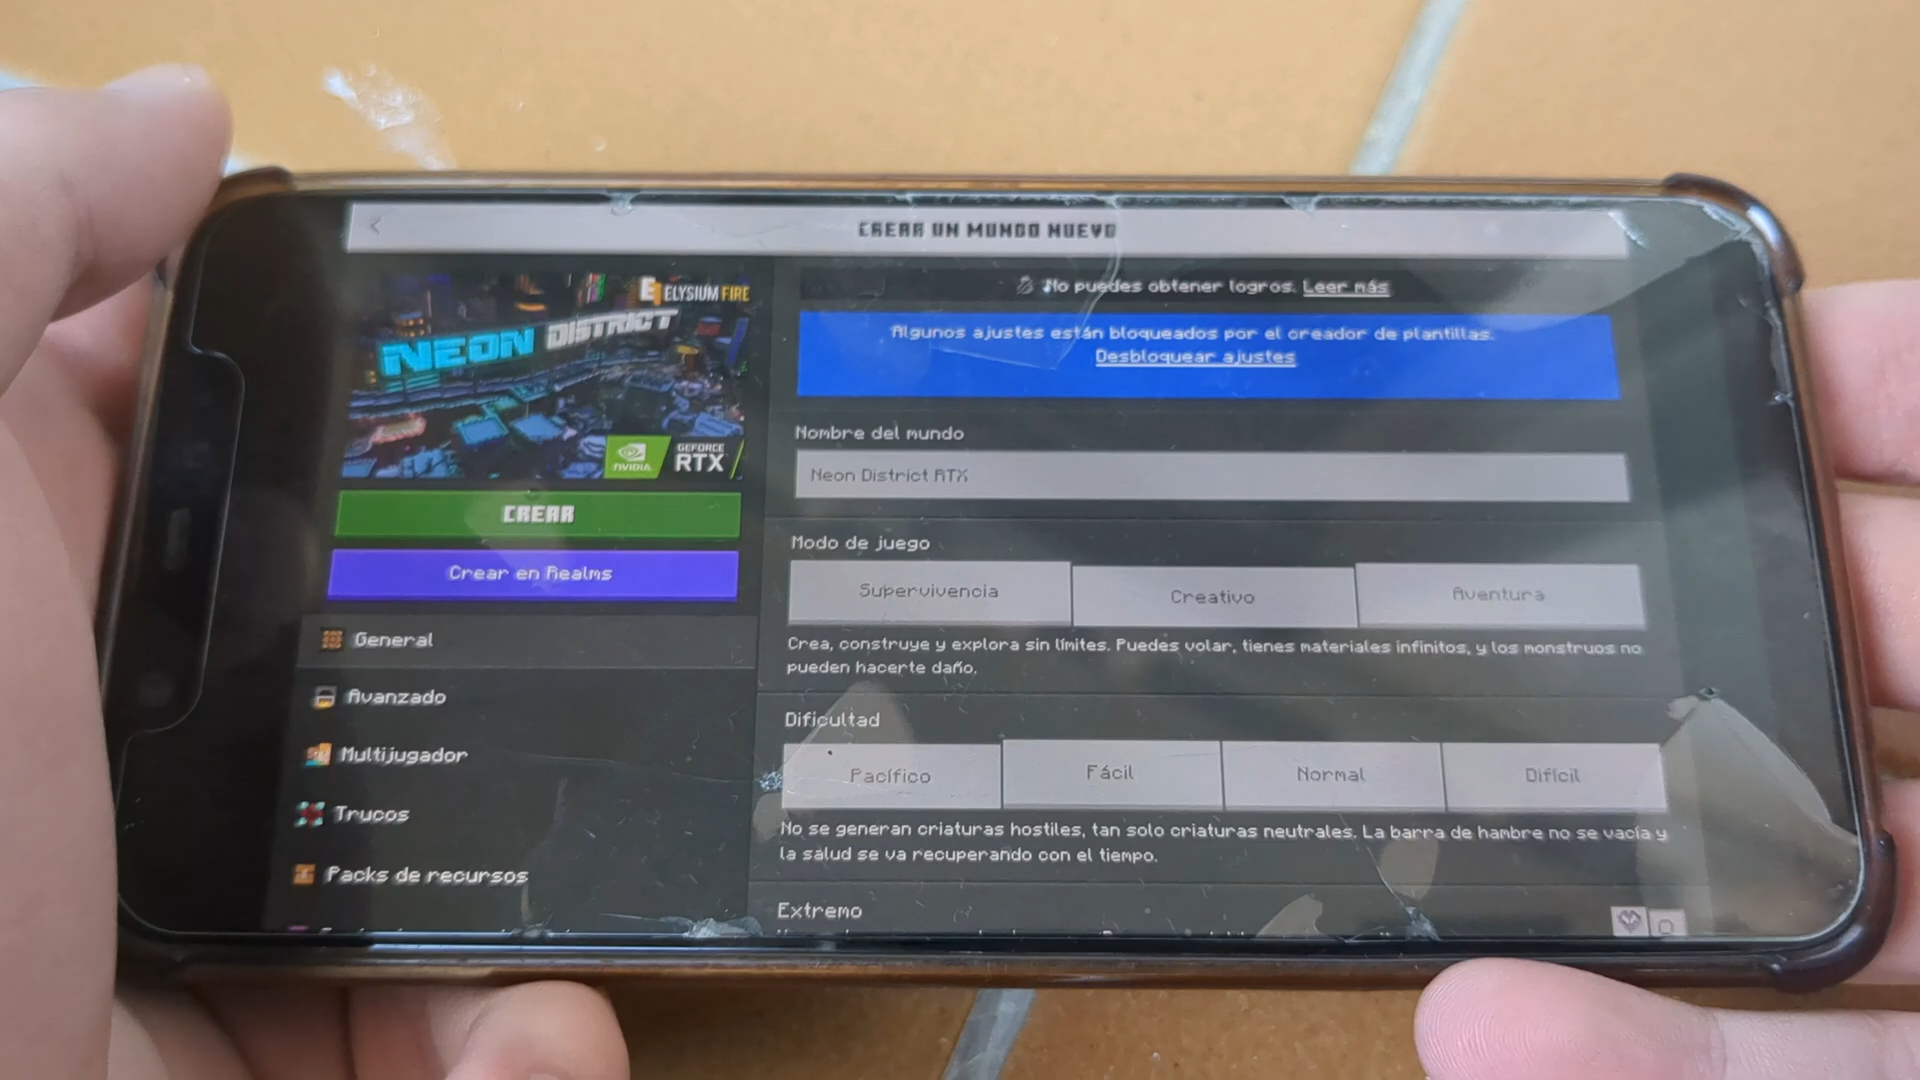 CREAR UN MUNDO NUEVO
ELYSIUM FIRE
NEON DISTRICT
NVIDIA
GEFORCE
RTX
CREAR
Crear en Realms
General
Avanzado
Multijugador
Trucos
Packs de recursos
No puedes obtener logros. Leer más
Algunos ajustes están bloqueados por el creador de plantillas.
Desbloquear ajustes
Nombre del mundo
Neon District RTX
Modo de juego
Supervivencia
Creativo
Aventura
Crea, construye y explora sin límites. Puedes volar, tienes materiales infinitos, y los monstruos no
pueden hacerte daño.
Dificultad
Pacífico
Fácil
Normal
Difícil
No se generan criaturas hostiles, tan solo criaturas neutrales. La barra de hambre no se vacía y
la salud se va recuperando con el tiempo.
Extremo